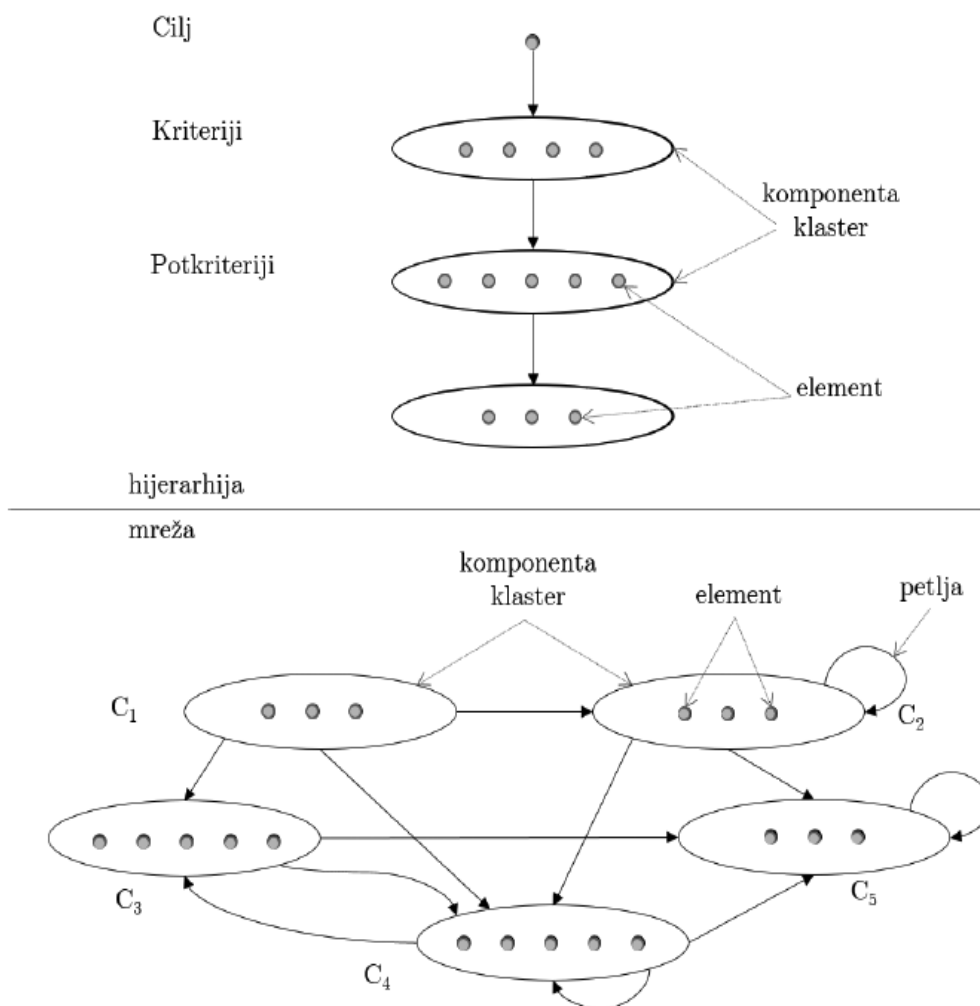 Cilj
Kriteriji
komponenta
klaster
Potkriteriji
element
hijerarhija
mreža
komponenta
klaster
element
petlja
C1
C2
C3
C5
C4